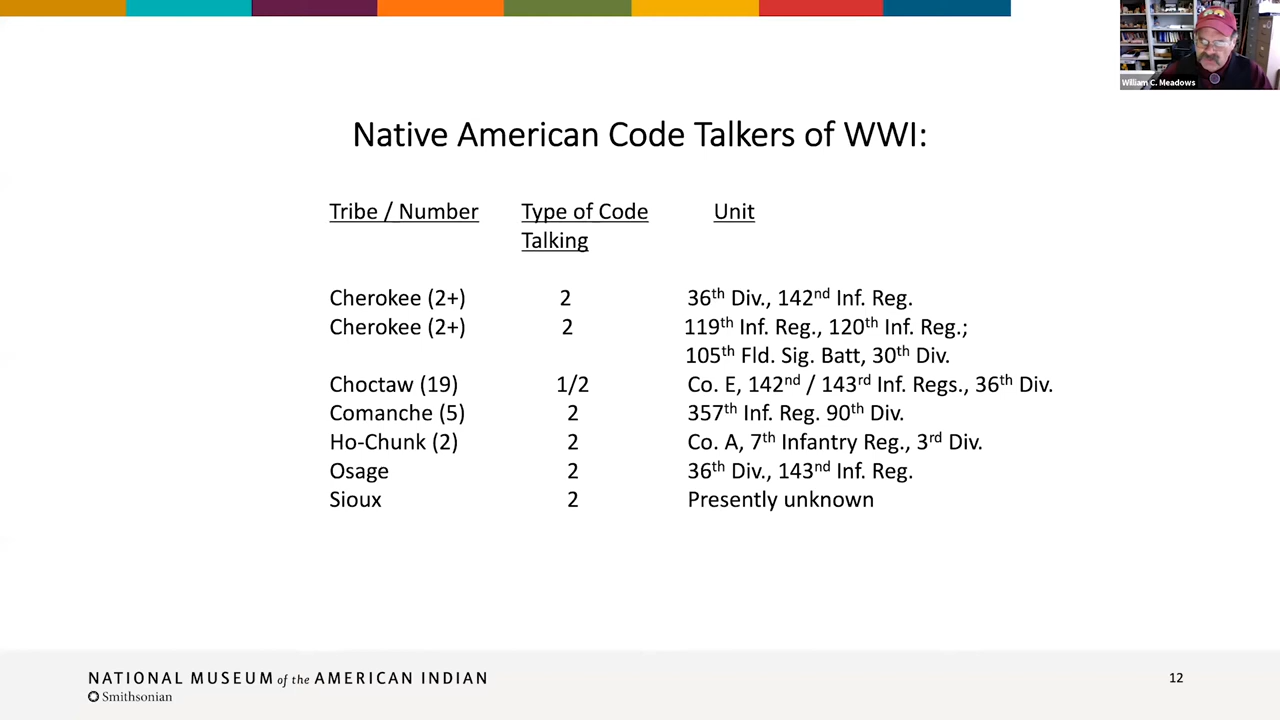 William C. Meadows
Native American Code Talkers of WWI:
Tribe / Number Type of Code Talking Unit
Cherokee (2+) 2 36th Div., 142nd Inf. Reg.
Cherokee (2+) 2 119th Inf. Reg., 120th Inf. Reg.;
105th Fld. Sig. Batt, 30th Div.
Choctaw (19) 1/2 Co. E, 142nd / 143rd Inf. Regs., 36th Div.
Comanche (5) 2 357th Inf. Reg. 90th Div.
Ho-Chunk (2) 2 Co. A, 7th Infantry Reg., 3rd Div.
Osage 2 36th Div., 143nd Inf. Reg.
Sioux 2 Presently unknown
NATIONAL MUSEUM of the AMERICAN INDIAN
Smithsonian
12